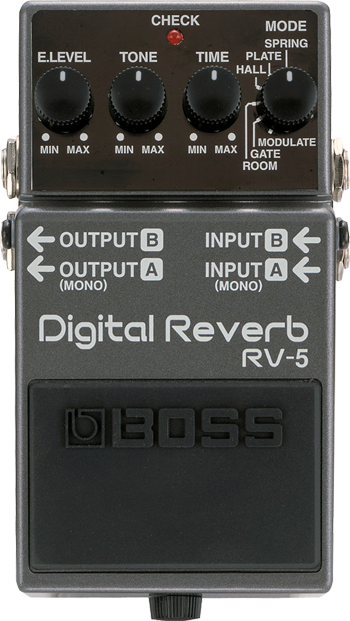 CHECK
MODE
SPRING
E.LEVEL TONE TIME PLATE
HALL
MODULATE
MIN MAX MIN MAX MIN MAX GATE
ROOM
OUTPUT B INPUT B
OUTPUT A INPUT A
(MONO) (MONO)
Digital Reverb
RV-5
BOSS